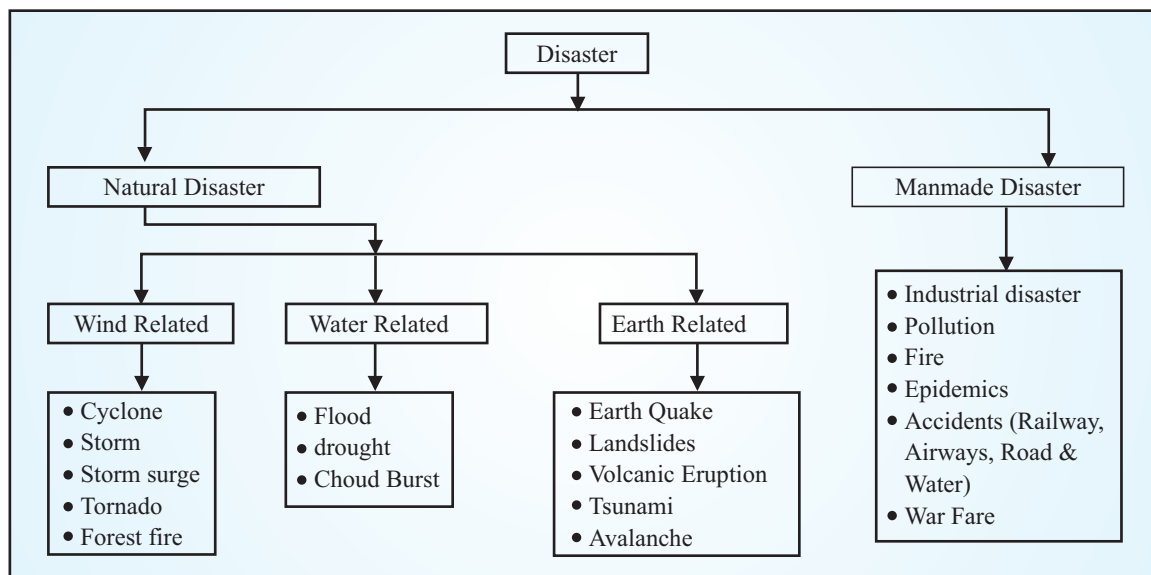 Disaster
Natural Disaster
Manmade Disaster
Wind Related
Water Related
Earth Related
• Cyclone
• Storm
• Storm surge
• Tornado
• Forest fire
• Flood
• drought
• Choud Burst
• Earth Quake
• Landslides
• Volcanic Eruption
• Tsunami
• Avalanche
• Industrial disaster
• Pollution
• Fire
• Epidemics
• Accidents (Railway,
Airways, Road &
Water)
• War Fare